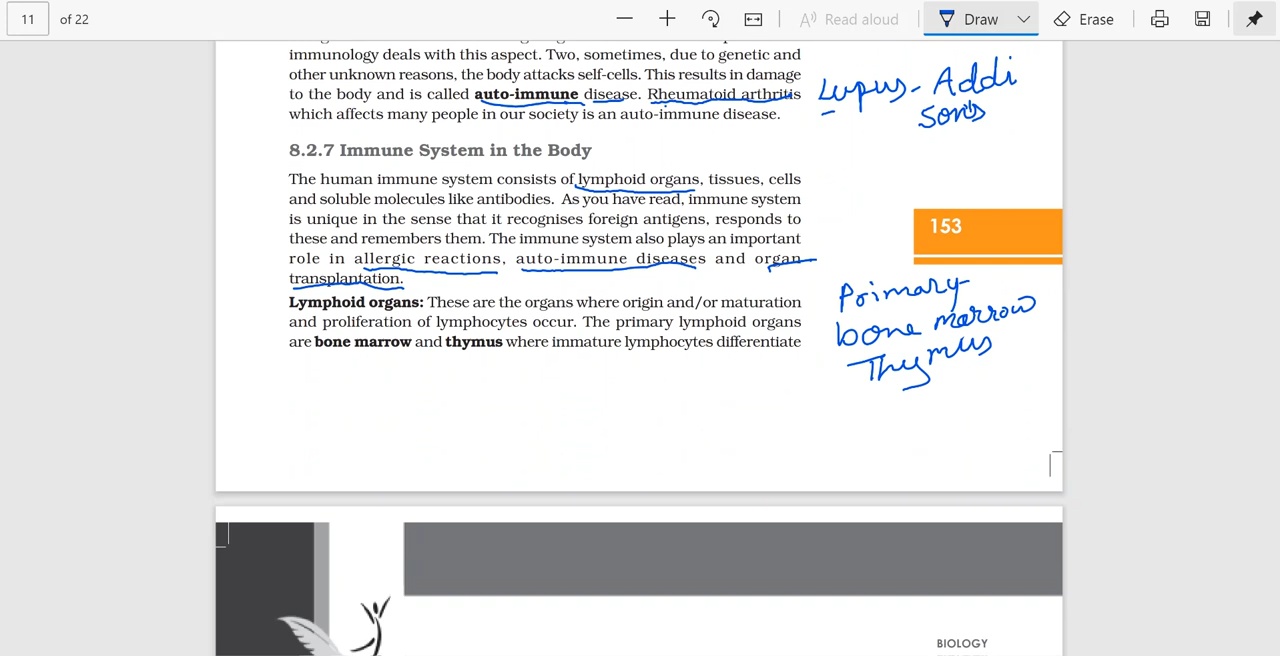 11 of 22 Read aloud Draw Erase
immunology deals with this aspect. Two, sometimes, due to genetic and
other unknown reasons, the body attacks self-cells. This results in damage
to the body and is called auto-immune disease. Rheumatoid arthritis
which affects many people in our society is an auto-immune disease.
Lupus - Addi
son's
8.2.7 Immune System in the Body
The human immune system consists of lymphoid organs, tissues, cells
and soluble molecules like antibodies. As you have read, immune system
is unique in the sense that it recognises foreign antigens, responds to
these and remembers them. The immune system also plays an important
role in allergic reactions, auto-immune diseases and organ
transplantation.
153
Lymphoid organs: These are the organs where origin and/or maturation
and proliferation of lymphocytes occur. The primary lymphoid organs
are bone marrow and thymus where immature lymphocytes differentiate
Primary-
bone marrow
Thymus
BIOLOGY